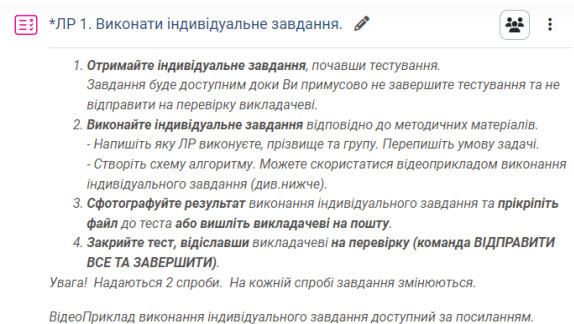 *ЛР 1. Виконати індивідуальне завдання.
1. Отримайте індивідуальне завдання, почавши тестування.
Завдання буде доступним доки Ви примусово не завершите тестування та не
відправити на перевірку викладачеві.
2. Виконайте індивідуальне завдання відповідно до методичних матеріалів.
- Напишіть яку ЛР виконуєте, прізвище та групу. Перепишіть умову задачі.
- Створіть схему алгоритму. Можете скористатися відеоприкладом виконання
індивідуального завдання (див.нижче).
3. Сфотографуйте результат виконання індивідуального завдання та прікріпіть
файл до теста або вишліть викладачеві на пошту.
4. Закрийте тест, відіславши викладачеві на перевірку (команда ВІДПРАВИТИ
ВСЕ ТА ЗАВЕРШИТИ).
Увага! Надаються 2 спроби. На кожній спробі завдання змінюються.
ВідеоПриклад виконання індивідуального завдання доступний за посиланням.